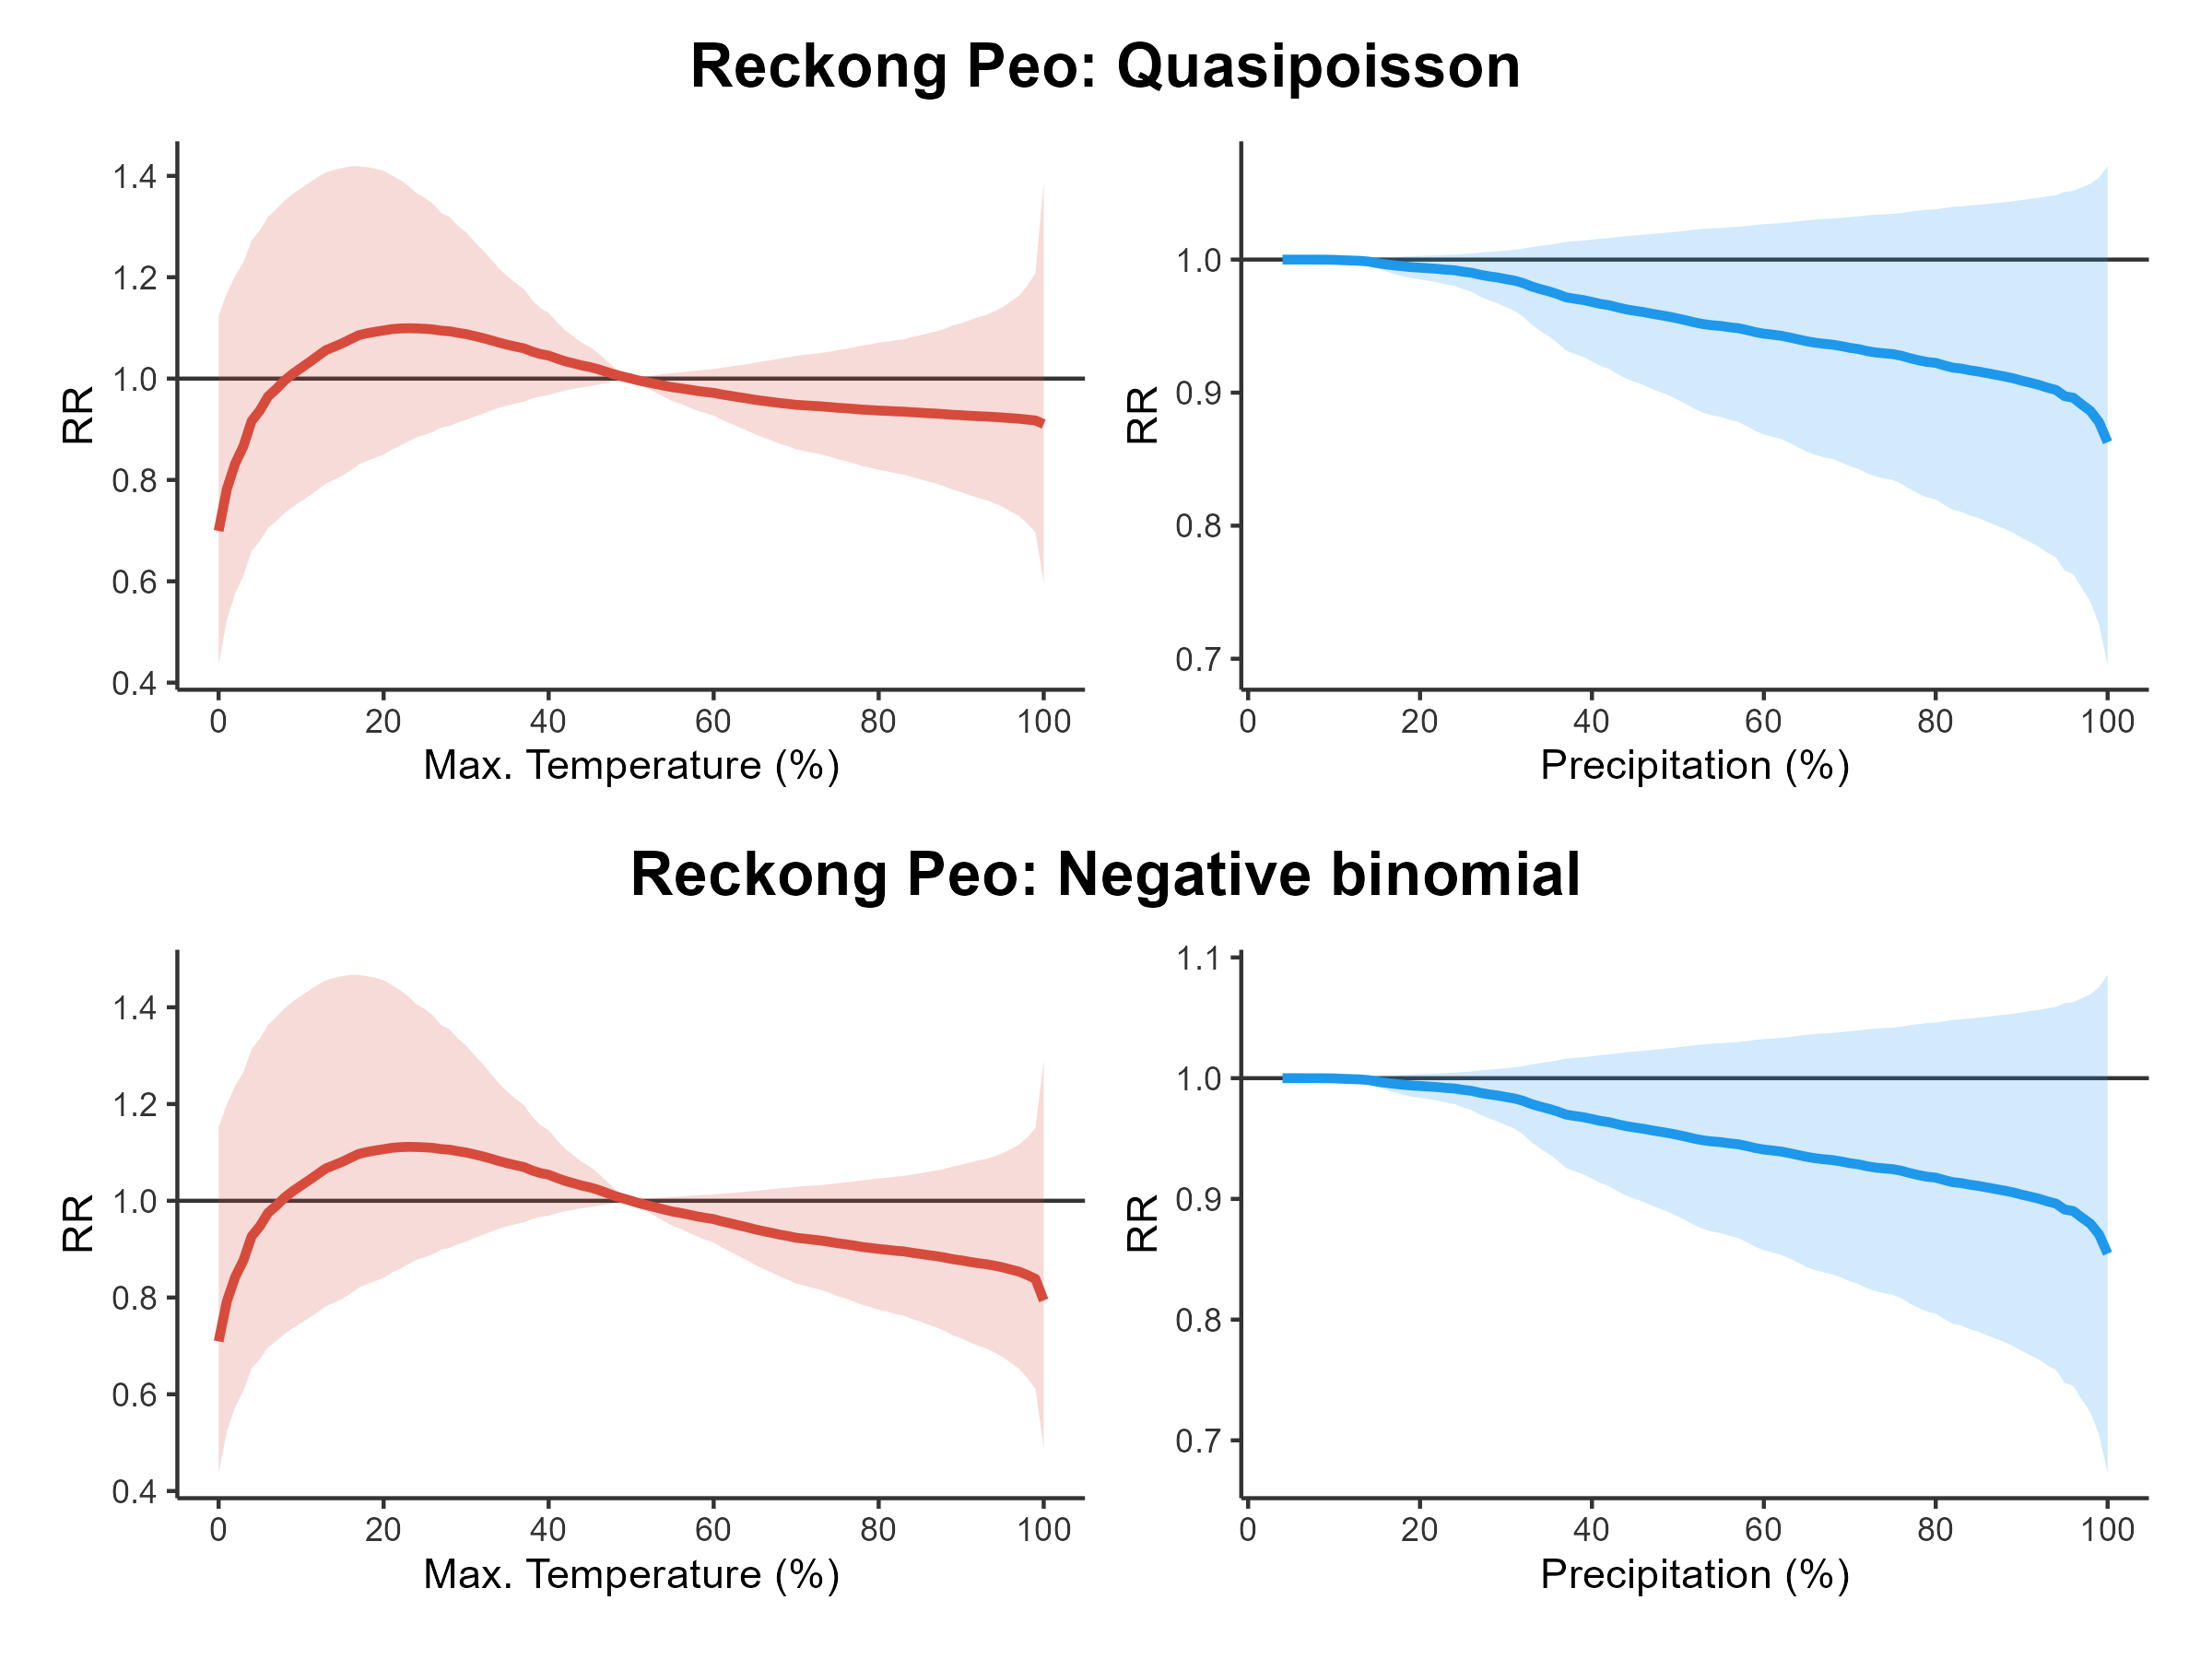 Reckong Peo: Quasipoisson
1.4
1.2
1.0
0.8
0.6
0.4
RR
0 20 40 60 80 100
Max. Temperature (%)
1.0
0.9
0.8
0.7
RR
0 20 40 60 80 100
Precipitation (%)
Reckong Peo: Negative binomial
1.4
1.2
1.0
0.8
0.6
0.4
RR
0 20 40 60 80 100
Max. Temperature (%)
1.1
1.0
0.9
0.8
0.7
RR
0 20 40 60 80 100
Precipitation (%)